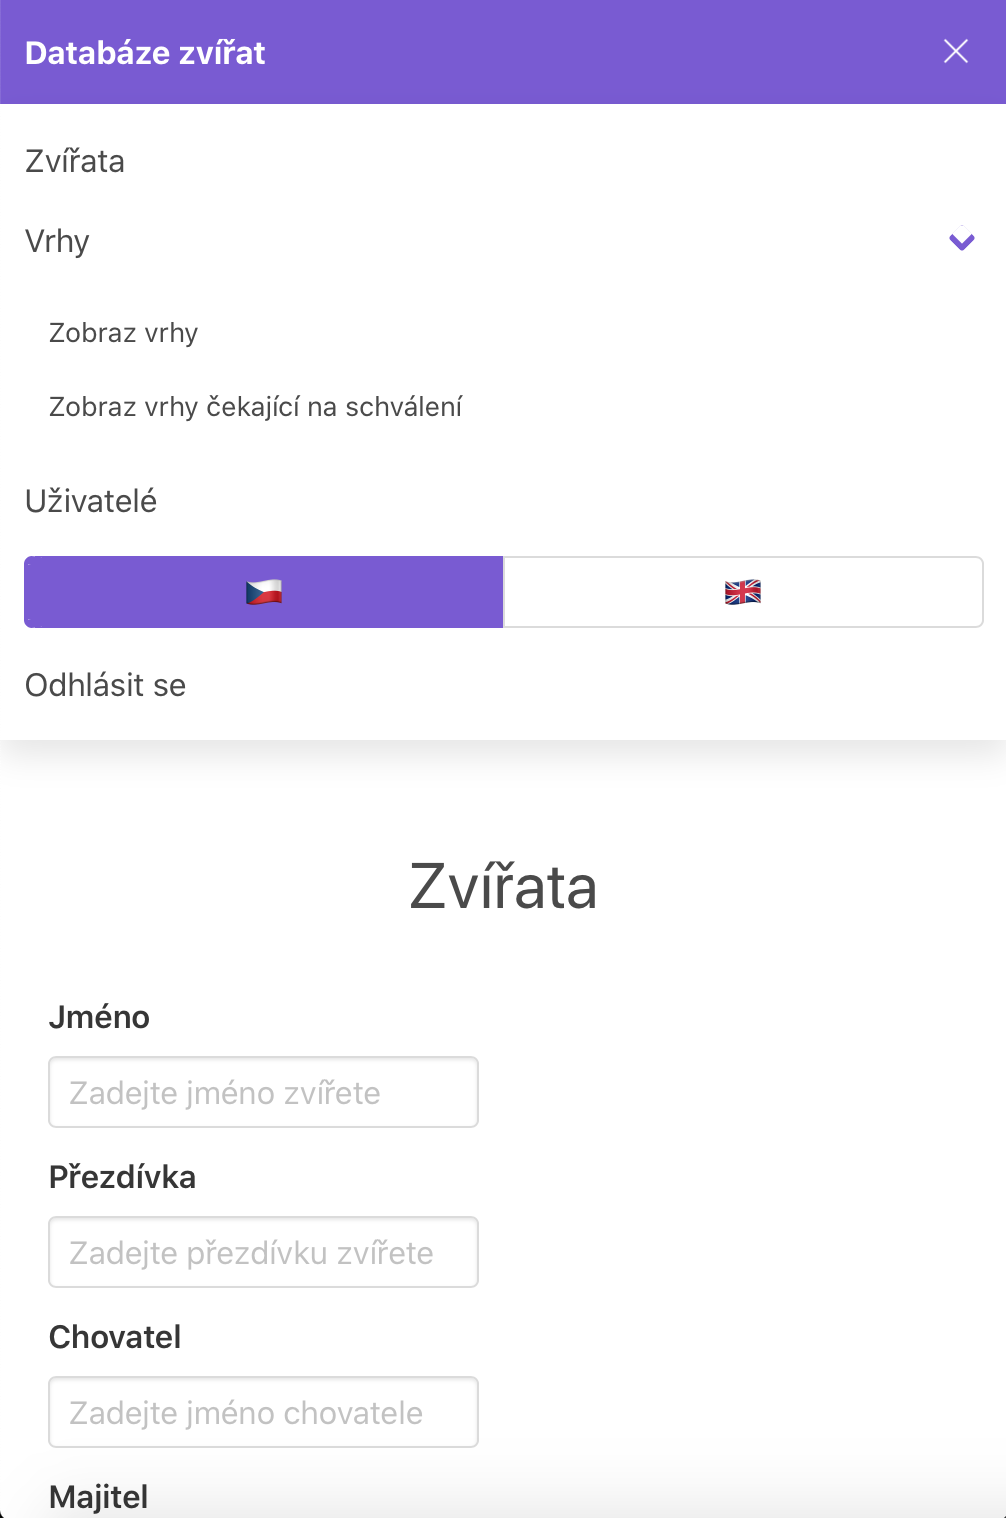 Databáze zvířat
Zvířata
Vrhy
Zobraz vrhy
Zobraz vrhy čekající na schválení
Uživatelé
Odhlásit se
Zvířata
Jméno
Zadejte jméno zvířete
Přezdívka
Zadejte přezdívku zvířete
Chovatel
Zadejte jméno chovatele
Majitel